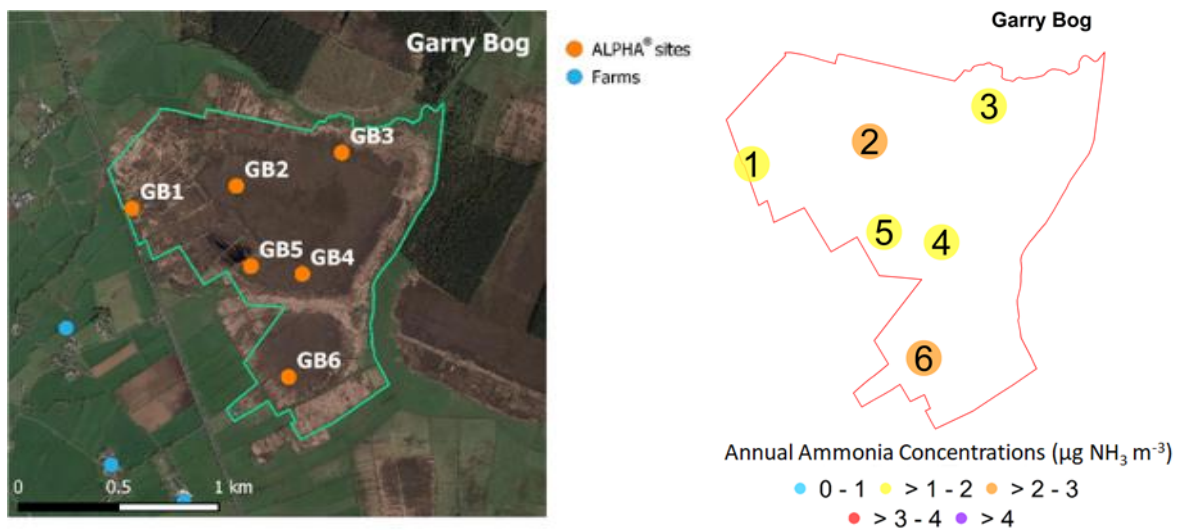 Garry Bog
ALPHA® sites
Farms
GB3
GB2
GB1
GB5
GB4
GB6
0
0.5
1 km
Garry Bog
3
2
1
5
4
6
Annual Ammonia Concentrations (µg NH₃ m⁻³)
0 - 1
> 1 - 2
> 2 - 3
> 3 - 4
> 4